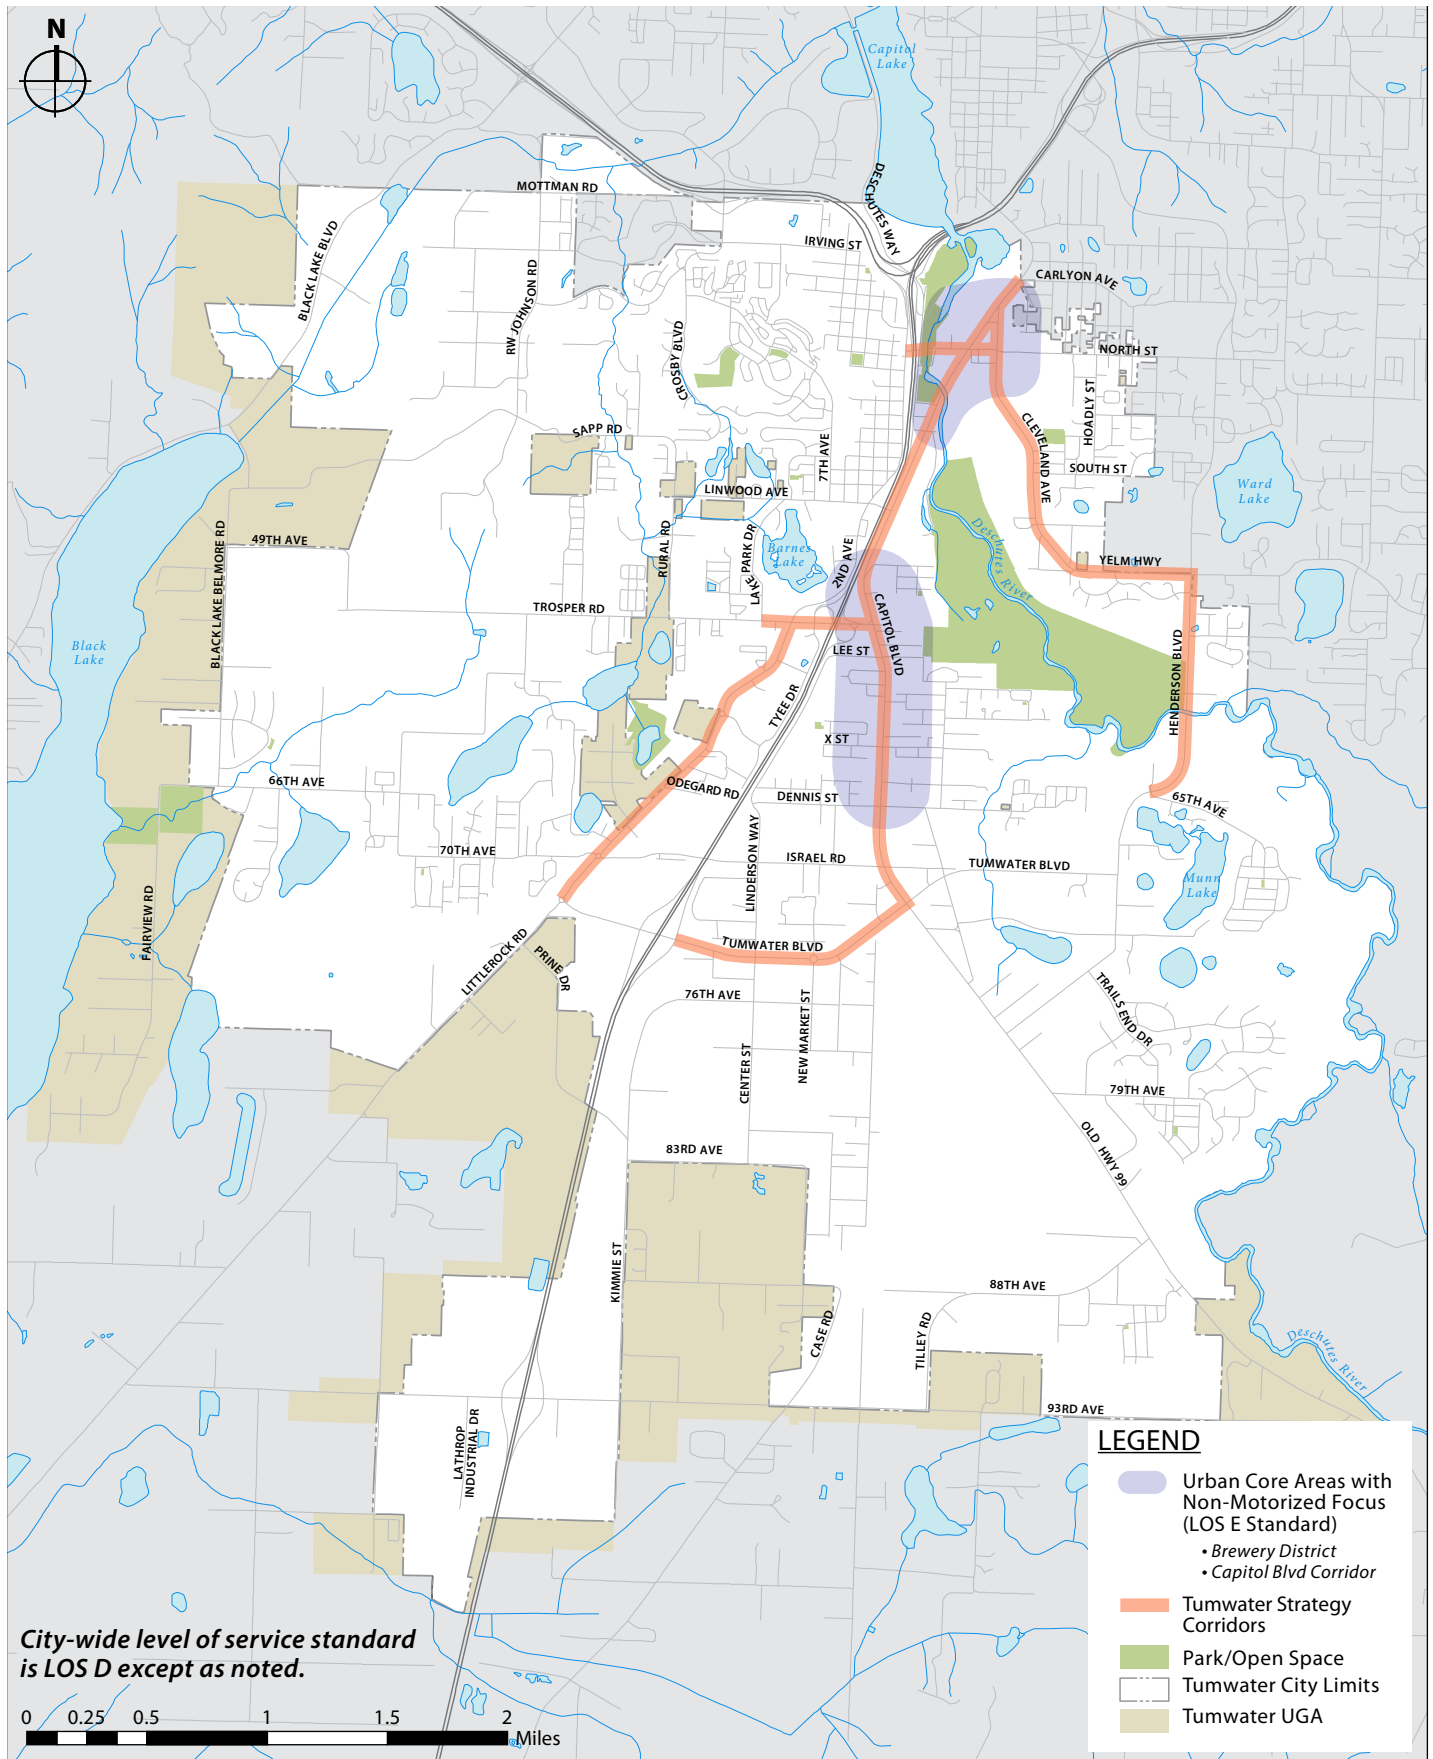 N
Capitol
Lake
DESCHUTES WAY
MOTTMAN RD
IRVING ST
BLACK LAKE BLVD
CARLYON AVE
RW JOHNSON RD
CROSBY BLVD
NORTH ST
HOADLY ST
SAPP RD
CLEVELAND AVE
7TH AVE
SOUTH ST
LINWOOD AVE
Ward
Lake
Deschutes River
49TH AVE
BLACK LAKE BELMORE RD
RURAL RD
LAKE PARK DR
Barnes
Lake
2ND AVE
YELM HWY
TROSPER RD
CAPITOL BLVD
Black
Lake
LEE ST
HENDERSON BLVD
TYEE DR
X ST
66TH AVE
ODEGARD RD
DENNIS ST
65TH AVE
70TH AVE
LINDERSON WAY
ISRAEL RD
TUMWATER BLVD
Munn
Lake
FAIRVIEW RD
LITTLEROCK RD
PRINE DR
TUMWATER BLVD
76TH AVE
NEW MARKET ST
TRAILS END DR
CENTER ST
79TH AVE
OLD HWY 99
83RD AVE
KIMMIE ST
88TH AVE
CASE RD
TILLEY RD
Deschutes River
93RD AVE
LATHROP
INDUSTRIAL DR
LEGEND
Urban Core Areas with
Non-Motorized Focus
(LOS E Standard)
• Brewery District
• Capitol Blvd Corridor
Tumwater Strategy
Corridors
Park/Open Space
Tumwater City Limits
Tumwater UGA
City-wide level of service standard
is LOS D except as noted.
0 0.25 0.5 1 1.5 2
Miles